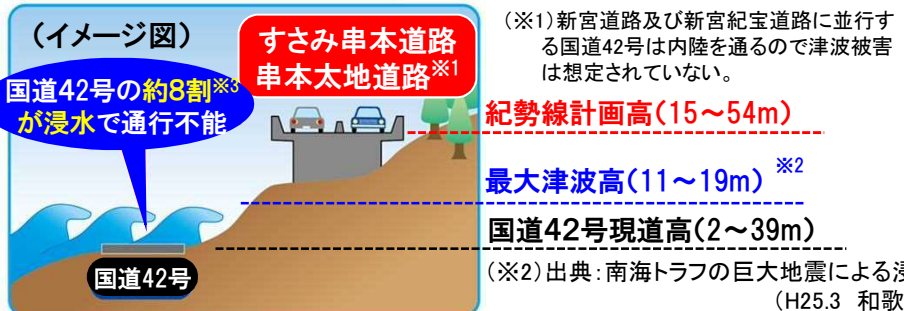 (イメージ図)
すさみ串本道路
串本太地道路※1
国道42号の約8割※3
が浸水で通行不能
国道42号
(※1)新宮道路及び新宮紀宝道路に並行す
る国道42号は内陸を通るので津波被害
は想定されていない。
紀勢線計画高(15~54m)
最大津波高(11~19m) ※2
国道42号現道高(2~39m)
(※2)出典:南海トラフの巨大地震による浸
(H25.3 和歌